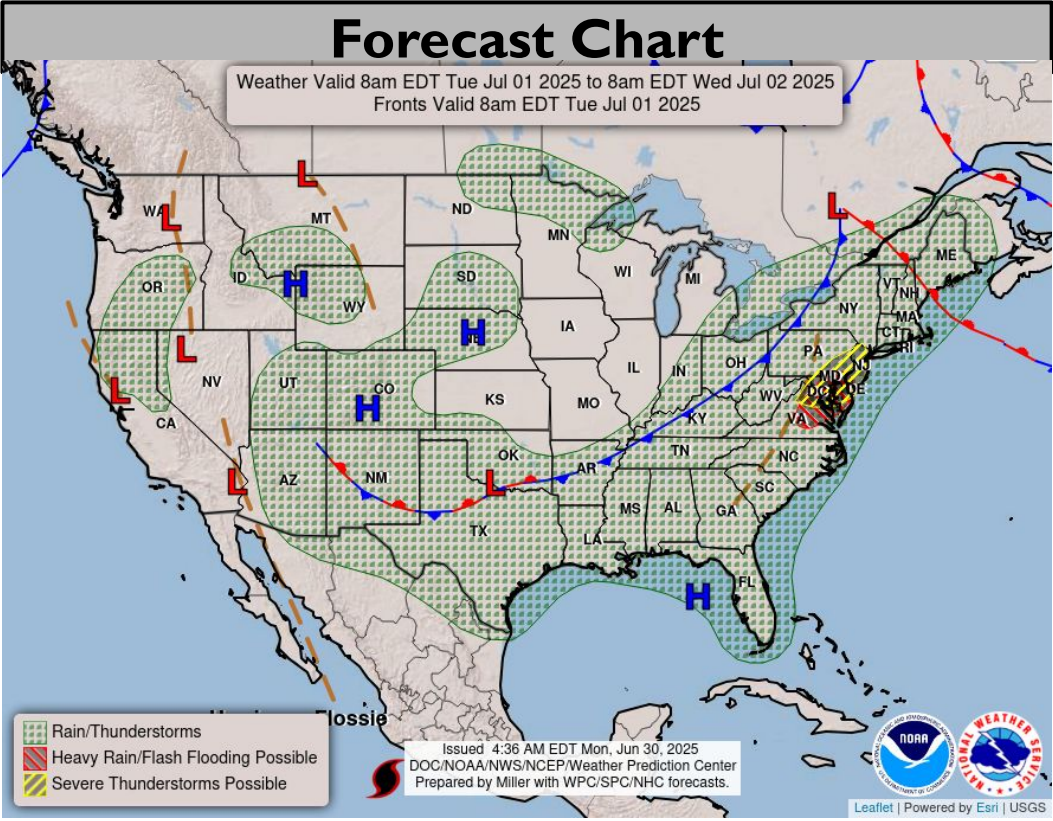 Forecast Chart
Weather Valid 8am EDT Tue Jul 01 2025 to 8am EDT Wed Jul 02 2025
Fronts Valid 8am EDT Tue Jul 01 2025
L
WA
L
MT
ND
MN
L
ME
OR
ID
H
WY
SD
WI
MI
VT
NH
NY
MA
CT
RI
H
NE
IA
L
NV
UT
CO
H
KS
MO
IL
IN
OH
PA
NJ
MD
DC
DE
WV
VA
KY
L
CA
L
AZ
NM
OK
L
AR
TN
NC
SC
TX
LA
MS
AL
GA
H
FL
Flossie
Rain/Thunderstorms
Heavy Rain/Flash Flooding Possible
Severe Thunderstorms Possible
Issued 4:36 AM EDT Mon, Jun 30, 2025
DOC/NOAA/NWS/NCEP/Weather Prediction Center
Prepared by Miller with WPC/SPC/NHC forecasts.
NOAA
NATIONAL WEATHER SERVICE
Leaflet | Powered by Esri | USGS